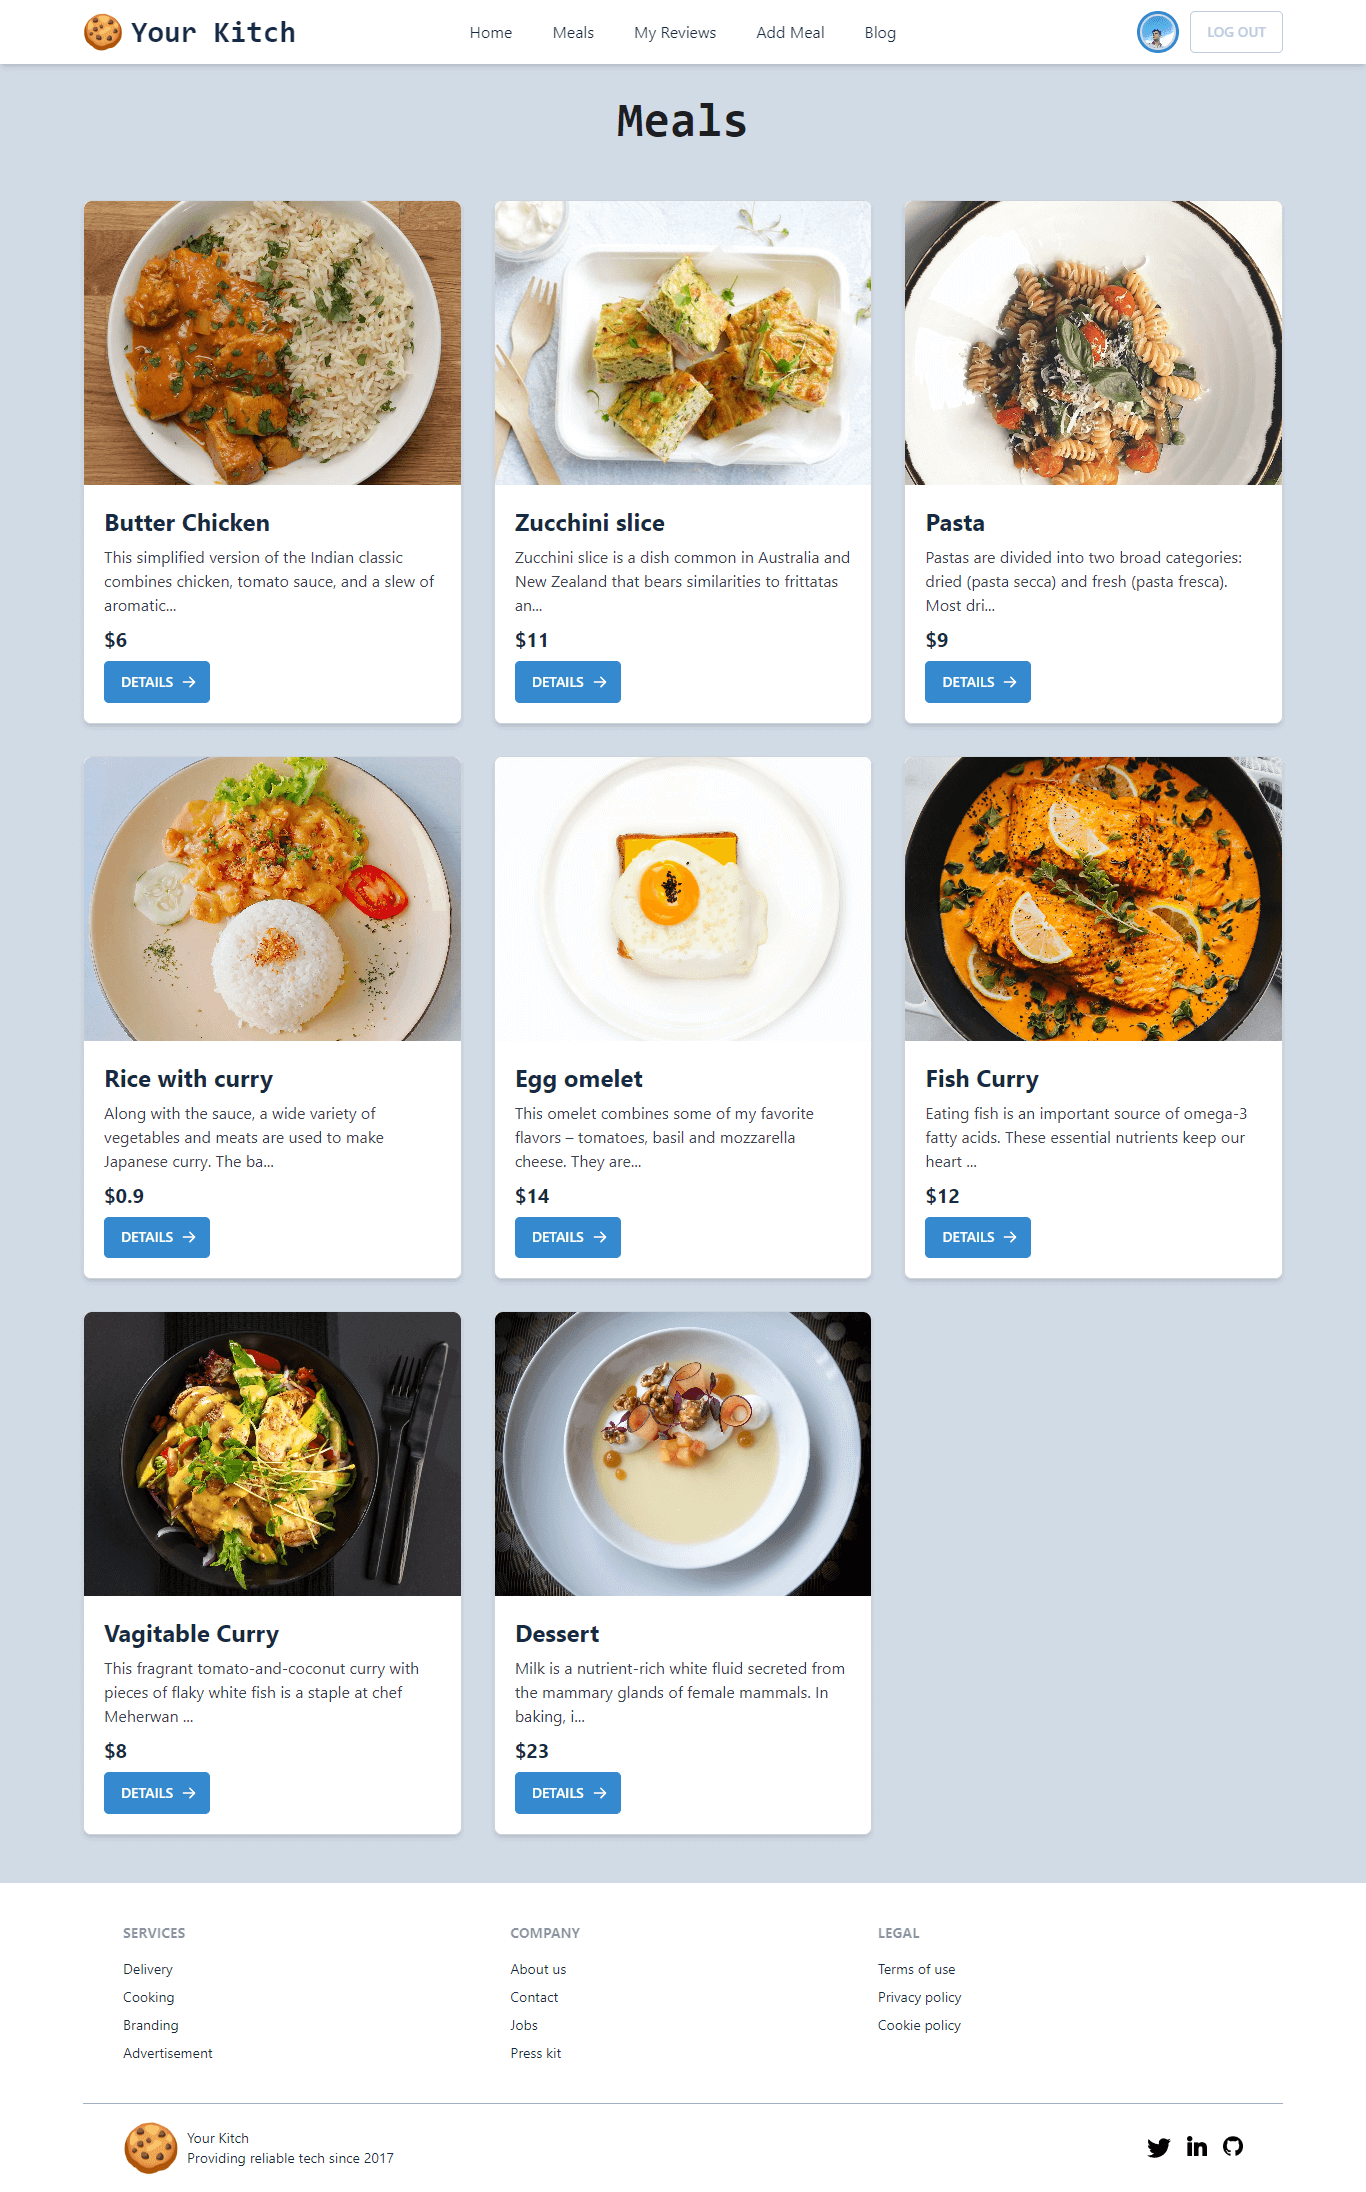 Your Kitch
Home
Meals
My Reviews
Add Meal
Blog
LOG OUT
Meals
Butter Chicken
This simplified version of the Indian classic
combines chicken, tomato sauce, and a slew of
aromatic...
$6
DETAILS
Zucchini slice
Zucchini slice is a dish common in Australia and
New Zealand that bears similarities to frittatas
an...
$11
DETAILS
Pasta
Pastas are divided into two broad categories:
dried (pasta secca) and fresh (pasta fresca).
Most dri...
$9
DETAILS
Rice with curry
Along with the sauce, a wide variety of
vegetables and meats are used to make
Japanese curry. The ba...
$0.9
DETAILS
Egg omelet
This omelet combines some of my favorite
flavors – tomatoes, basil and mozzarella
cheese. They are...
$14
DETAILS
Fish Curry
Eating fish is an important source of omega-3
fatty acids. These essential nutrients keep our
heart ...
$12
DETAILS
Vagitable Curry
This fragrant tomato-and-coconut curry with
pieces of flaky white fish is a staple at chef
Meherwan ...
$8
DETAILS
Dessert
Milk is a nutrient-rich white fluid secreted from
the mammary glands of female mammals. In
baking, i...
$23
DETAILS
SERVICES
Delivery
Cooking
Branding
Advertisement
COMPANY
About us
Contact
Jobs
Press kit
LEGAL
Terms of use
Privacy policy
Cookie policy
Your Kitch
Providing reliable tech since 2017